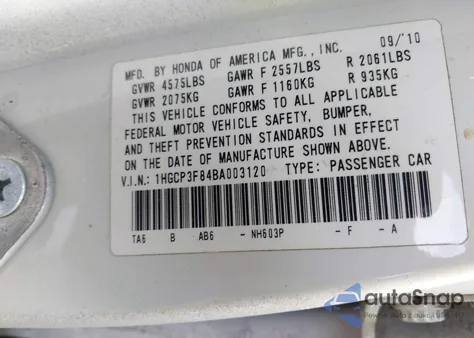 MFD. BY HONDA OF AMERICA MFG., INC. 09/'10
GVWR 4575LBS GAWR F 2557LBS R 2061LBS
GVWR 2075KG GAWR F 1160KG R 935KG
THIS VEHICLE CONFORMS TO ALL APPLICABLE
FEDERAL MOTOR VEHICLE SAFETY, BUMPER,
AND THEFT PREVENTION STANDARDS IN EFFECT
ON THE DATE OF MANUFACTURE SHOWN ABOVE.
V.I.N.: 1HGCP3F84BA003120 TYPE: PASSENGER CAR
TA6 B AB6 - NH603P - F - A
autoSnap
Pewne auta z